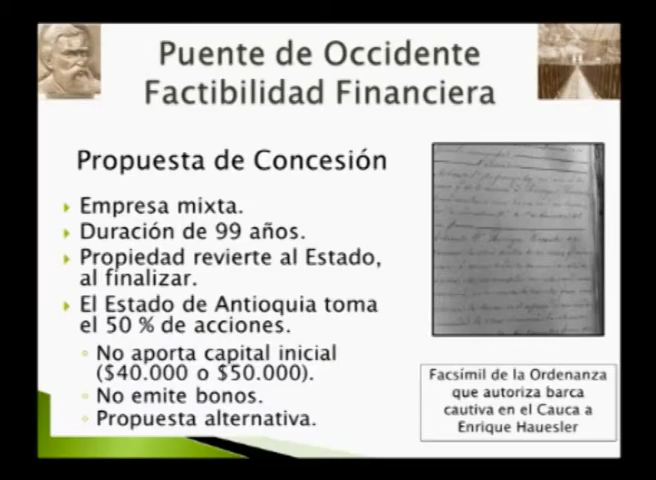 Puente de Occidente
Factibilidad Financiera
Propuesta de Concesión
Empresa mixta.
Duración de 99 años.
Propiedad revierte al Estado,
al finalizar.
El Estado de Antioquia toma
el 50 % de acciones.
No aporta capital inicial
($40.000 o $50.000).
No emite bonos.
Propuesta alternativa.
Facsímil de la Ordenanza
que autoriza barca
cautiva en el Cauca a
Enrique Hauesler